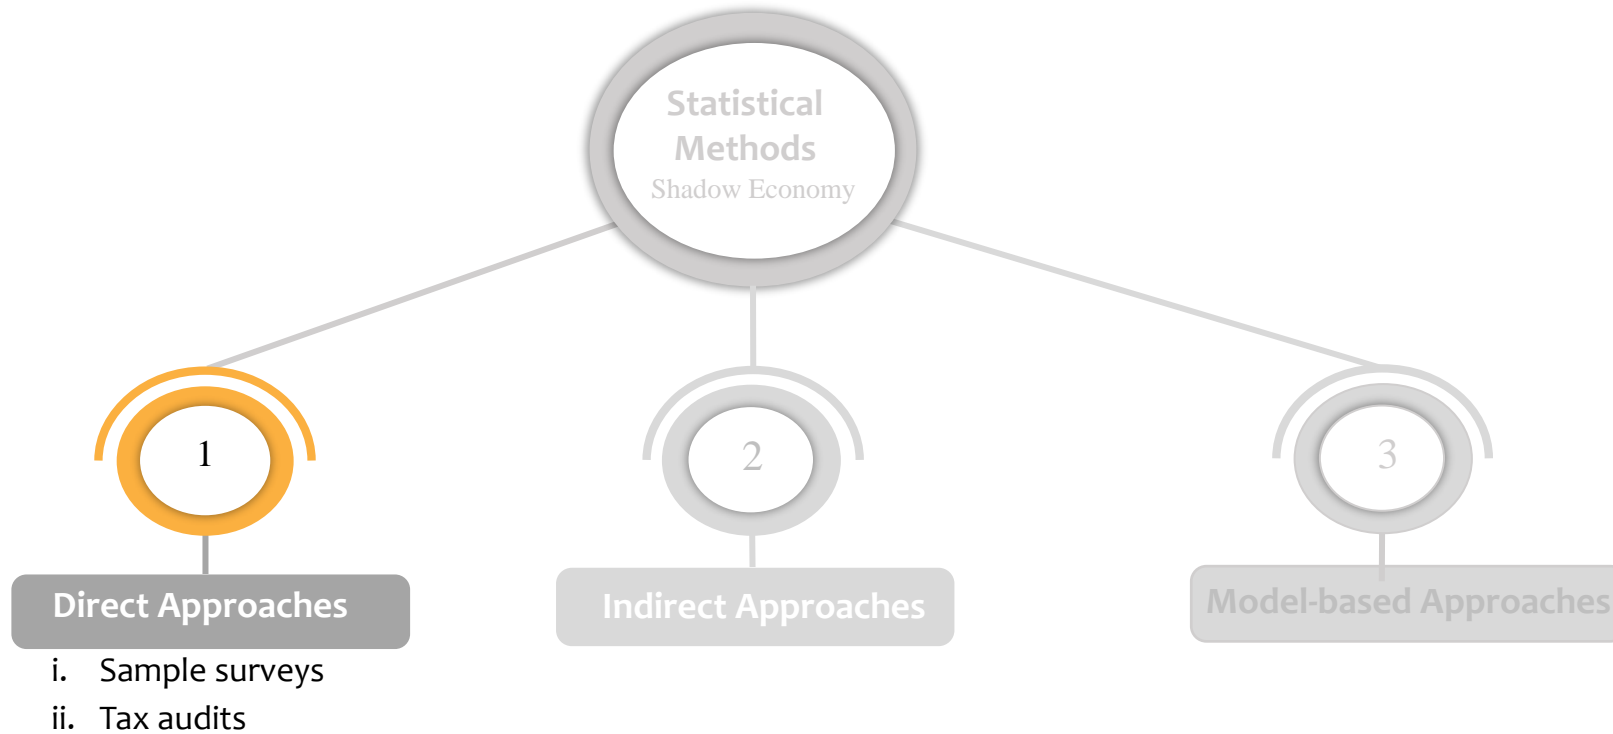 Statistical
Methods
Shadow Economy
1
2
3
Direct Approaches
Indirect Approaches
Model-based Approaches
i. Sample surveys
ii. Tax audits